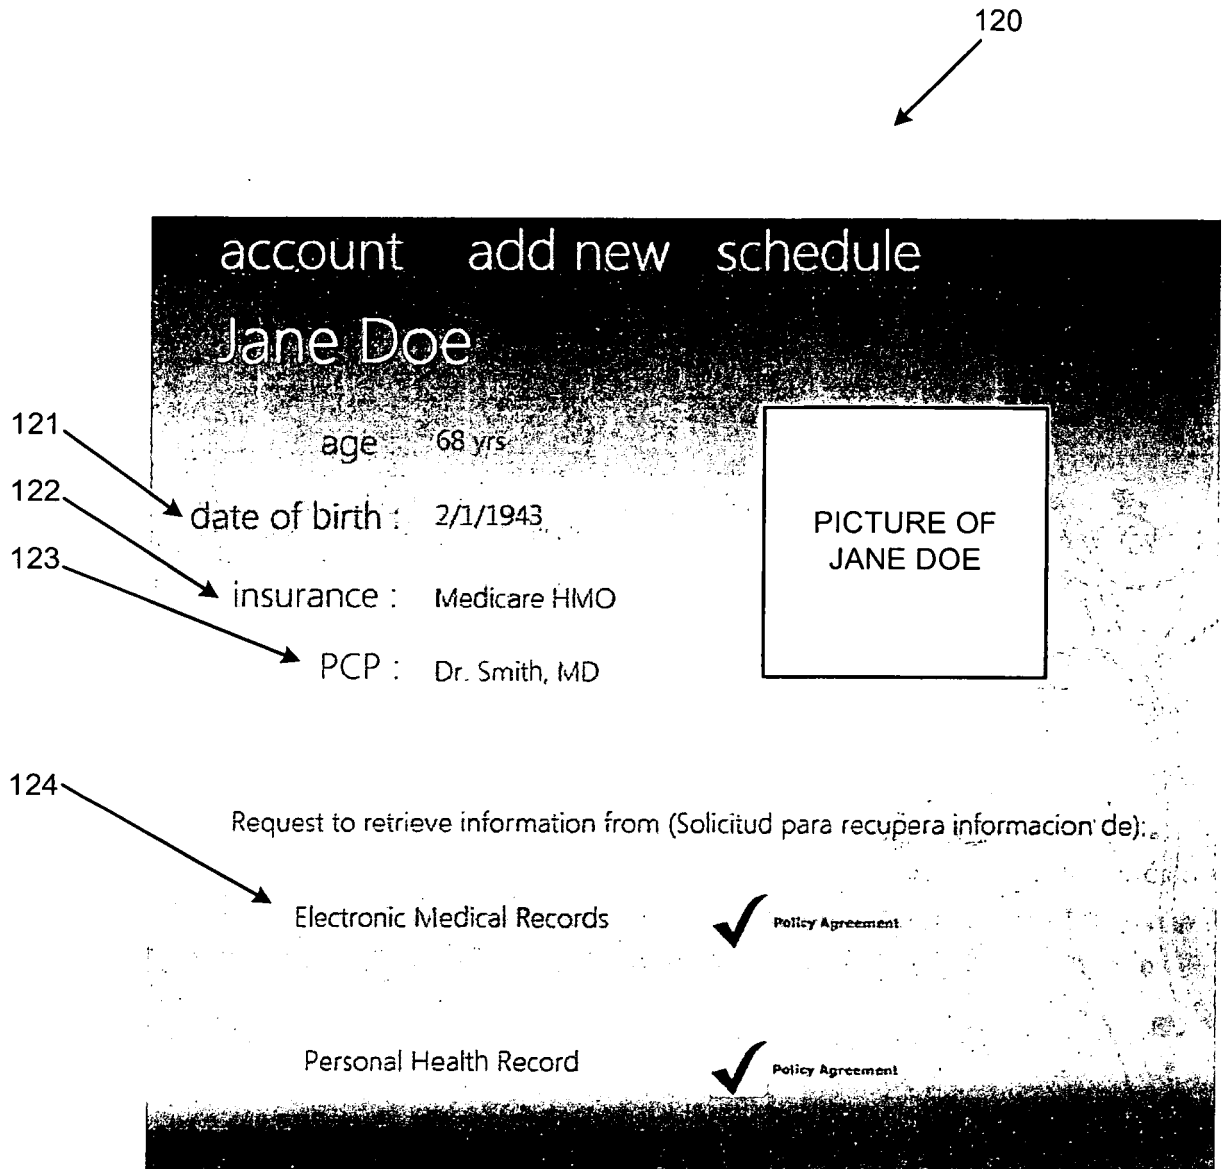 120
account add new schedule
Jane Doe
121
age : 68 yrs
122
date of birth : 2/1/1943
PICTURE OF
JANE DOE
123
insurance : Medicare HMO
PCP : Dr. Smith, MD
124
Request to retrieve information from (Solicitud para recupera informacion de):
Electronic Medical Records Policy Agreement
Personal Health Record Policy Agreement